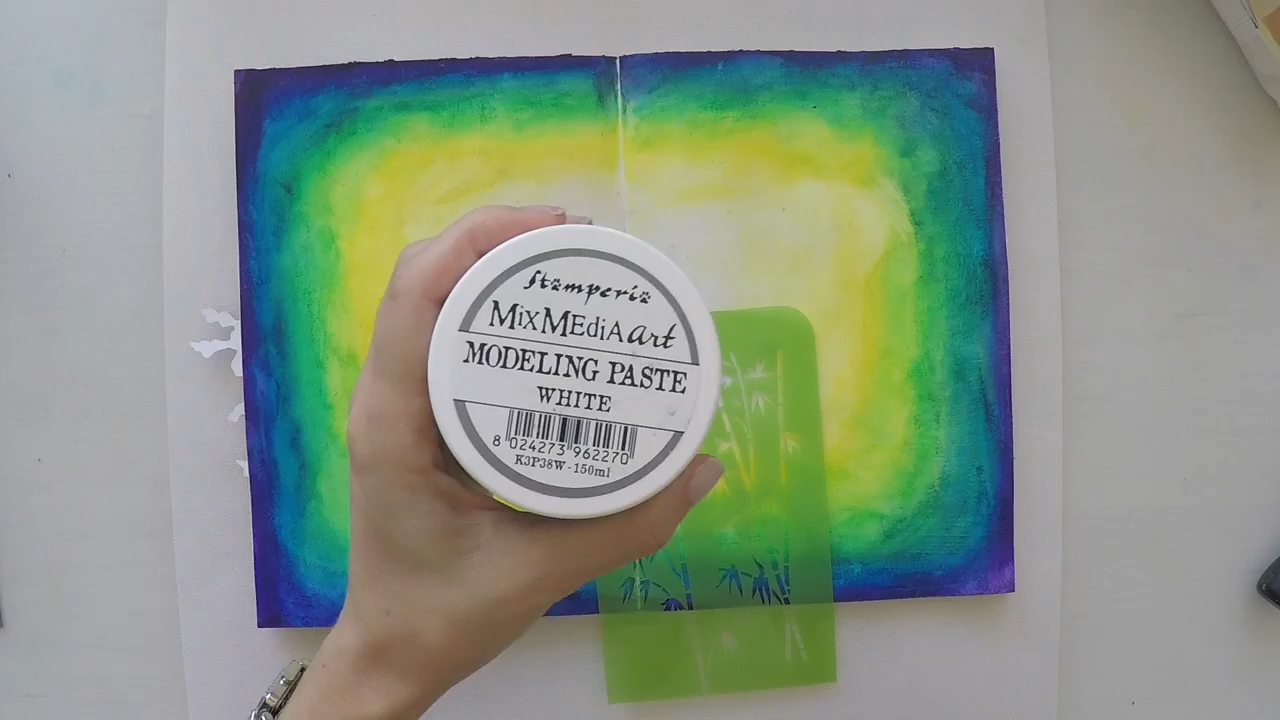 Stamperia
MixMEdiA art
MODELING PASTE
WHITE
8 024273 962270
K3P38W - 150ml